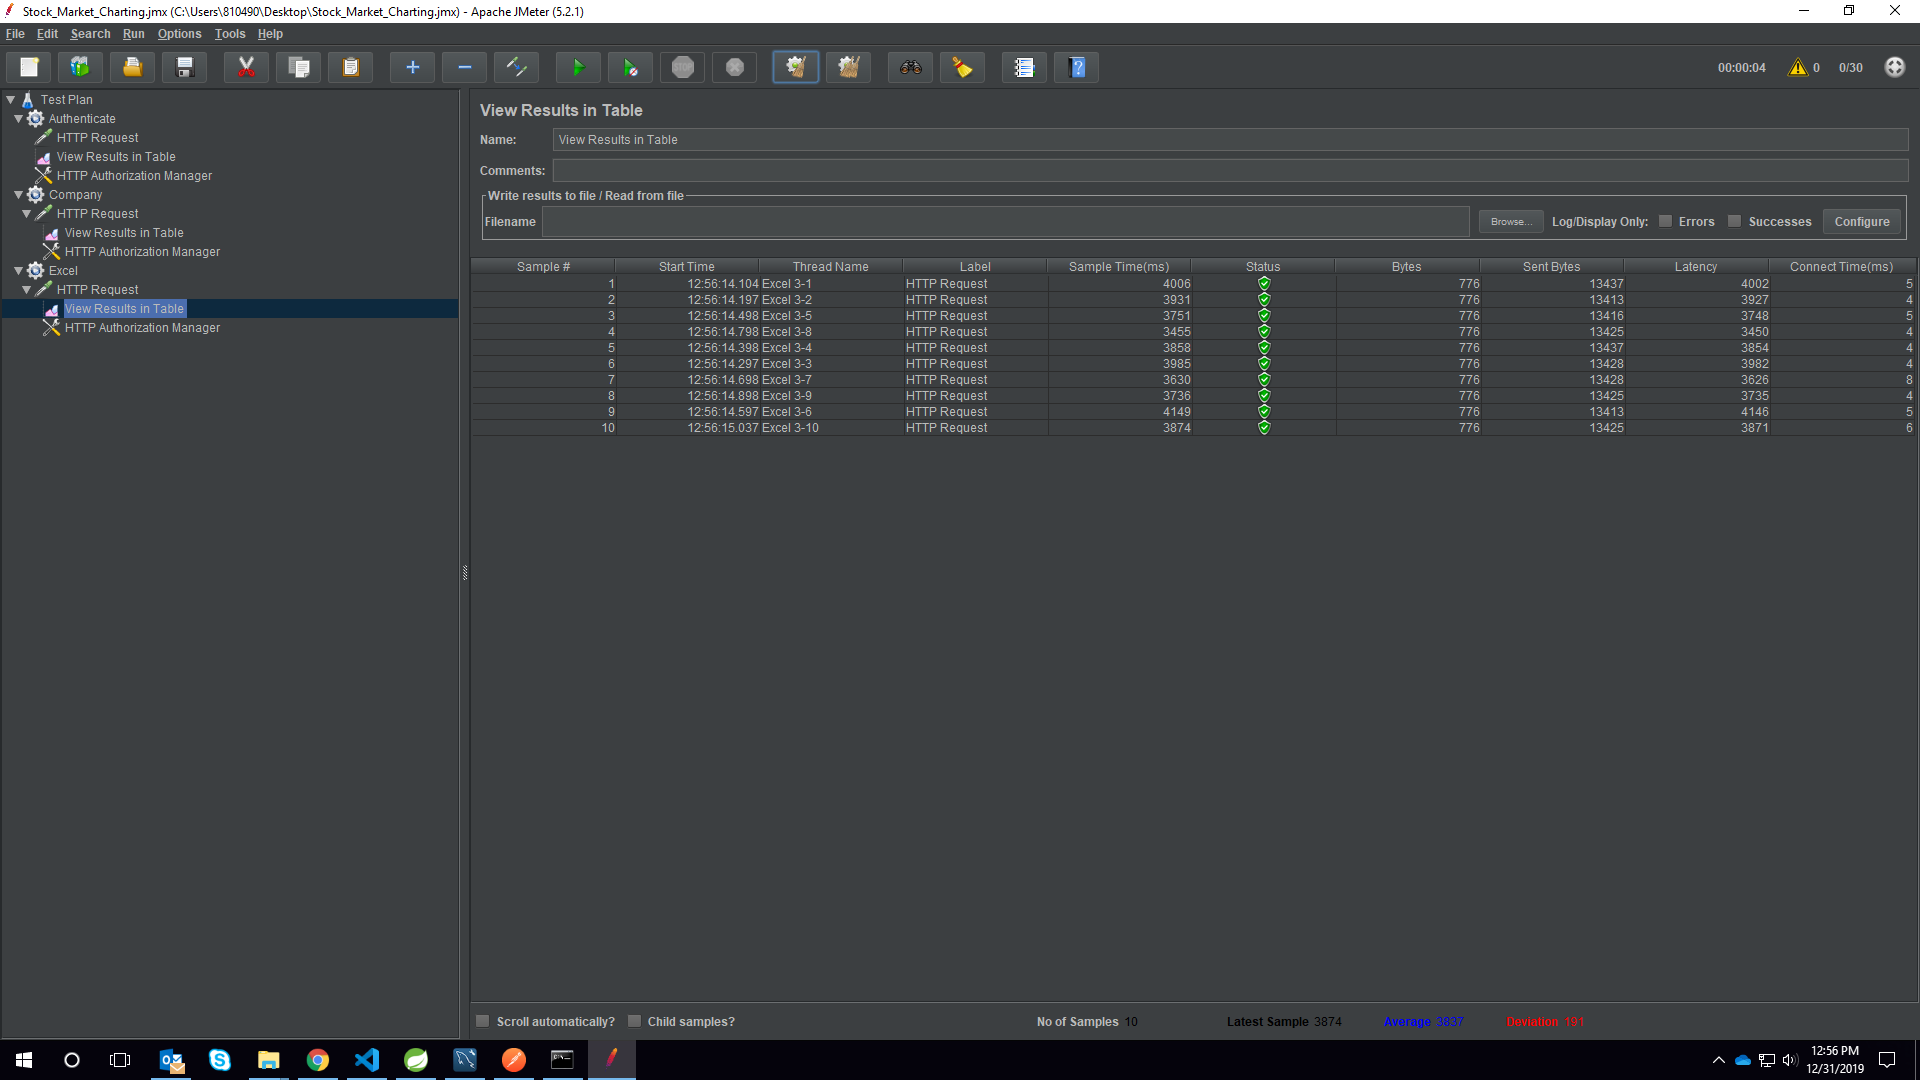 Stock_Market_Charting.jmx (C:\Users\810490\Desktop\Stock_Market_Charting.jmx) - Apache JMeter (5.2.1)
File Edit Search Run Options Tools Help
STOP
00:00:04 0 0/30
Test Plan
Authenticate
HTTP Request
View Results in Table
HTTP Authorization Manager
Company
HTTP Request
View Results in Table
HTTP Authorization Manager
Excel
HTTP Request
View Results in Table
HTTP Authorization Manager
View Results in Table
Name: View Results in Table
Comments:
Write results to file / Read from file
Filename Browse... Log/Display Only: Errors Successes Configure
Sample # Start Time Thread Name Label Sample Time(ms) Status Bytes Sent Bytes Latency Connect Time(ms)
1 12:56:14.104 Excel 3-1 HTTP Request 4006 776 13437 4002 5
2 12:56:14.197 Excel 3-2 HTTP Request 3931 776 13413 3927 4
3 12:56:14.498 Excel 3-5 HTTP Request 3751 776 13416 3748 5
4 12:56:14.798 Excel 3-8 HTTP Request 3455 776 13425 3450 4
5 12:56:14.398 Excel 3-4 HTTP Request 3858 776 13437 3854 4
6 12:56:14.297 Excel 3-3 HTTP Request 3985 776 13428 3982 4
7 12:56:14.698 Excel 3-7 HTTP Request 3630 776 13428 3626 8
8 12:56:14.898 Excel 3-9 HTTP Request 3736 776 13425 3735 4
9 12:56:14.597 Excel 3-6 HTTP Request 4149 776 13413 4146 5
10 12:56:15.037 Excel 3-10 HTTP Request 3874 776 13425 3871 6
Scroll automatically? Child samples? No of Samples 10 Latest Sample 3874 Average 3837 Deviation 191
12:56 PM
12/31/2019